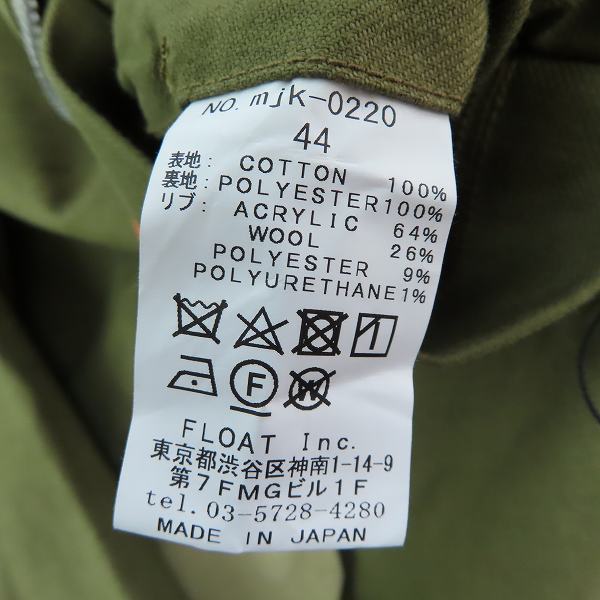 NO. mjk-0220
44
表地: COTTON 100%
裏地: POLYESTER 100%
リブ: ACRYLIC 64%
WOOL 26%
POLYESTER 9%
POLYURETHANE 1%
F W
FLOAT Inc.
東京都渋谷区神南1-14-9
第7FMGビル1F
tel. 03-5728-4280
MADE IN JAPAN